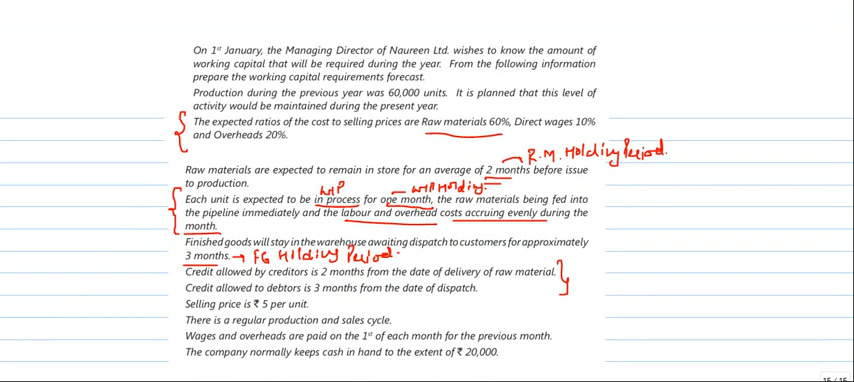 On 1st January, the Managing Director of Naureen Ltd. wishes to know the amount of
working capital that will be required during the year. From the following information
prepare the working capital requirements forecast.
Production during the previous year was 60,000 units. It is planned that this level of
activity would be maintained during the present year.
The expected ratios of the cost to selling prices are Raw materials 60%, Direct wages 10%
and Overheads 20%.
R.M. Holding Period.
Raw materials are expected to remain in store for an average of 2 months before issue
to production.
WIP WIP Holding.
Each unit is expected to be in process for one month, the raw materials being fed into
the pipeline immediately and the labour and overhead costs accruing evenly during the
month.
Finished goods will stay in the warehouse awaiting dispatch to customers for approximately
3 months. → FG Holding Period.
Credit allowed by creditors is 2 months from the date of delivery of raw material.
Credit allowed to debtors is 3 months from the date of dispatch.
Selling price is ₹ 5 per unit.
There is a regular production and sales cycle.
Wages and overheads are paid on the 1st of each month for the previous month.
The company normally keeps cash in hand to the extent of ₹ 20,000.
15 / 15